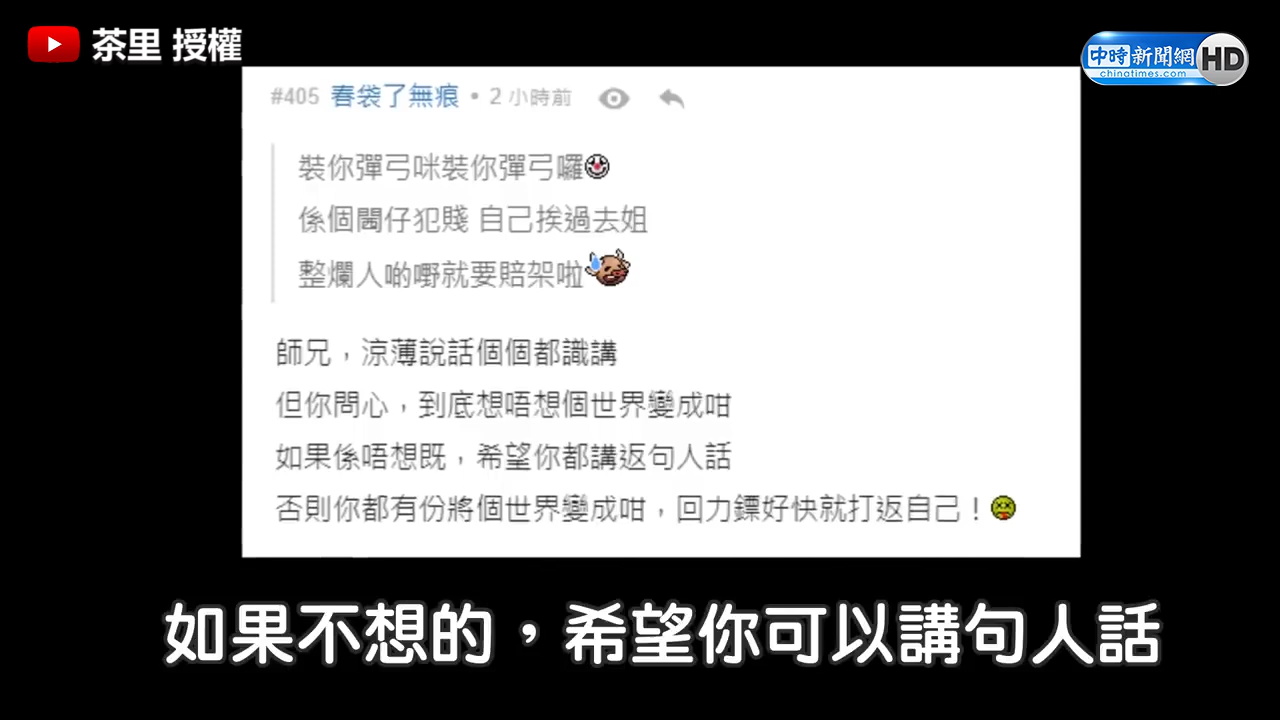 茶里 授權
中時新聞網 HD
chinatimes.com
#405 春袋了無痕 • 2 小時前
裝你彈弓咪裝你彈弓囉
係個閪仔犯賤 自己挨過去姐
整爛人啲嘢就要賠架啦
師兄，涼薄說話個個都識講
但你問心，到底想唔想個世界變成咁
如果係唔想既，希望你都講返句人話
否則你都有份將個世界變成咁，回力鏢好快就打返自己！
如果不想的，希望你可以講句人話